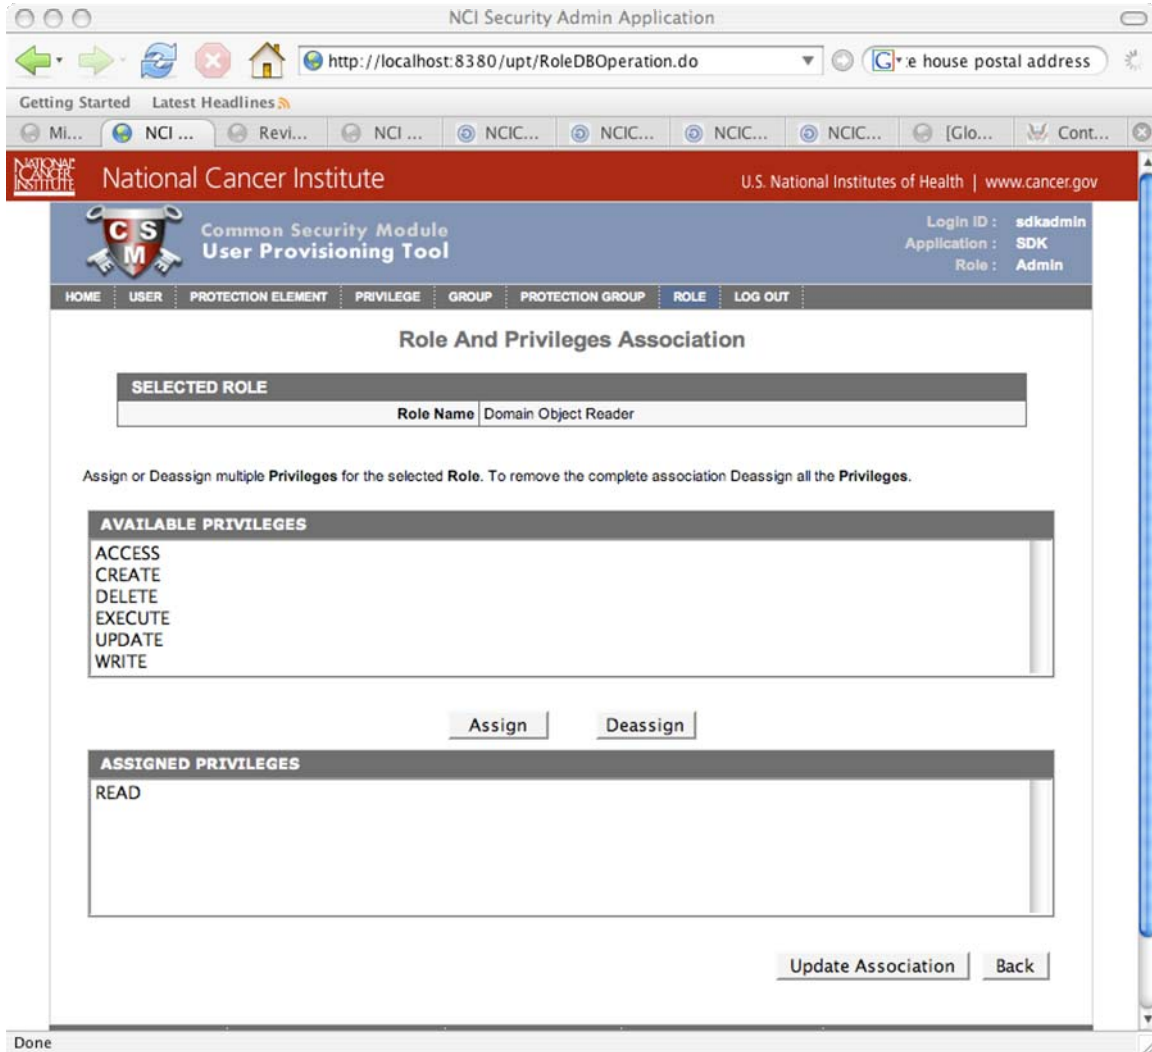 NCI Security Admin Application
http://localhost:8380/upt/RoleDBOperation.do
G :e house postal address
Getting Started Latest Headlines
Mi... NCI ... Revi... NCI ... NCIC... NCIC... NCIC... NCIC... [Glo... Cont...
NATIONAL CANCER INSTITUTE
National Cancer Institute
U.S. National Institutes of Health | www.cancer.gov
CSM
Common Security Module
User Provisioning Tool
Login ID : sdkadmin
Application : SDK
Role : Admin
HOME USER PROTECTION ELEMENT PRIVILEGE GROUP PROTECTION GROUP ROLE LOG OUT
Role And Privileges Association
SELECTED ROLE
Role Name Domain Object Reader
Assign or Deassign multiple Privileges for the selected Role. To remove the complete association Deassign all the Privileges.
AVAILABLE PRIVILEGES
ACCESS
CREATE
DELETE
EXECUTE
UPDATE
WRITE
Assign Deassign
ASSIGNED PRIVILEGES
READ
Update Association Back
Done